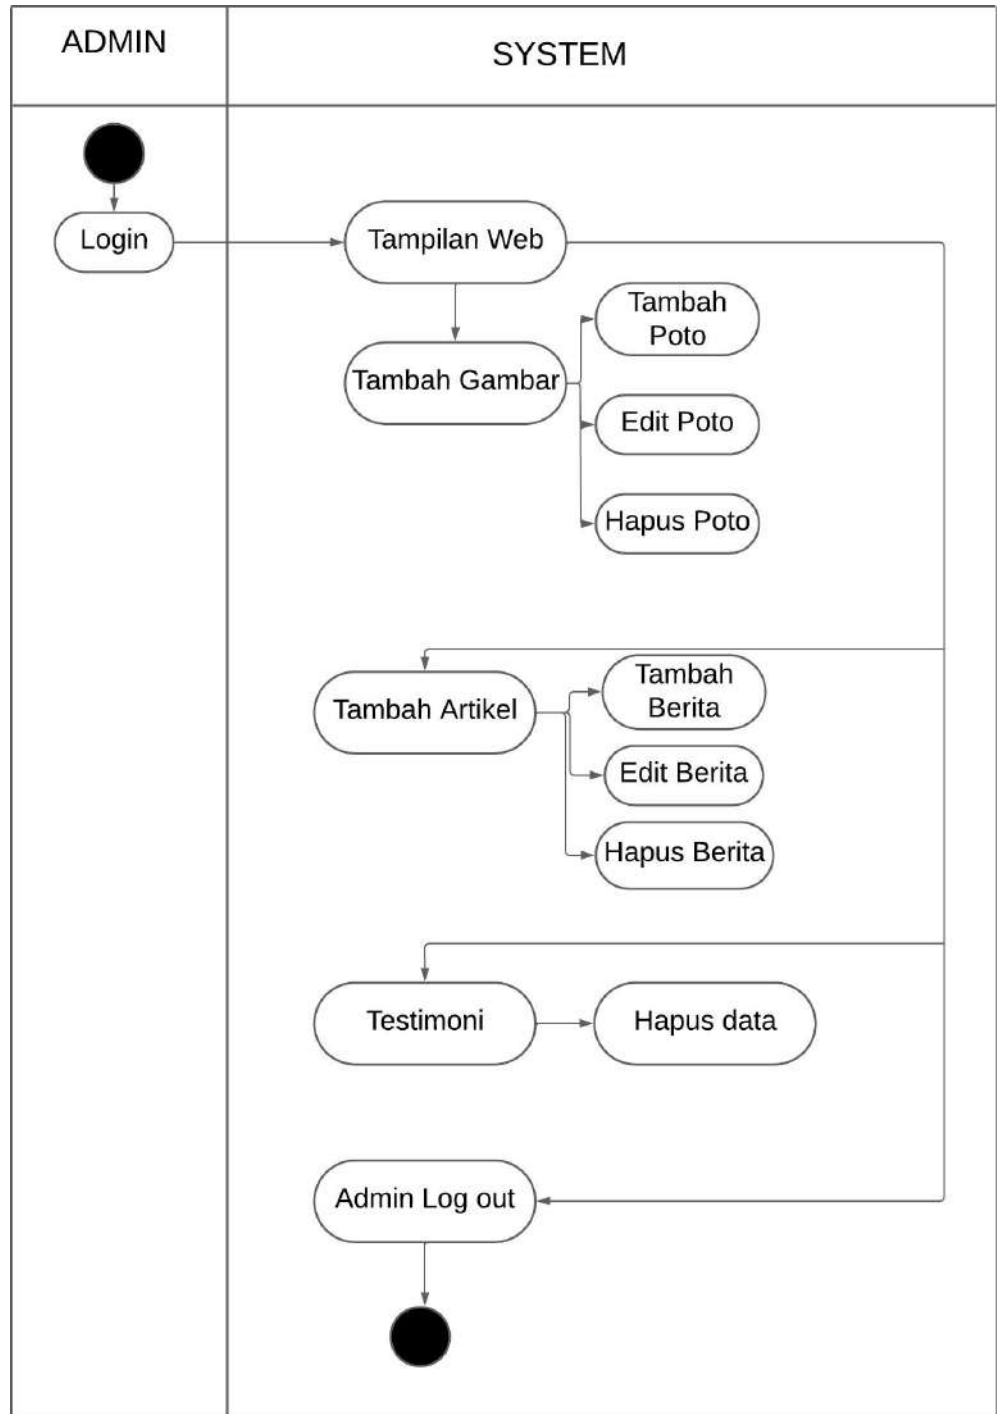 ADMIN
SYSTEM
Login
Tampilan Web
Tambah
Poto
Tambah Gambar
Edit Poto
Hapus Poto
Tambah Artikel
Tambah
Berita
Edit Berita
Hapus Berita
Testimoni
Hapus data
Admin Log out